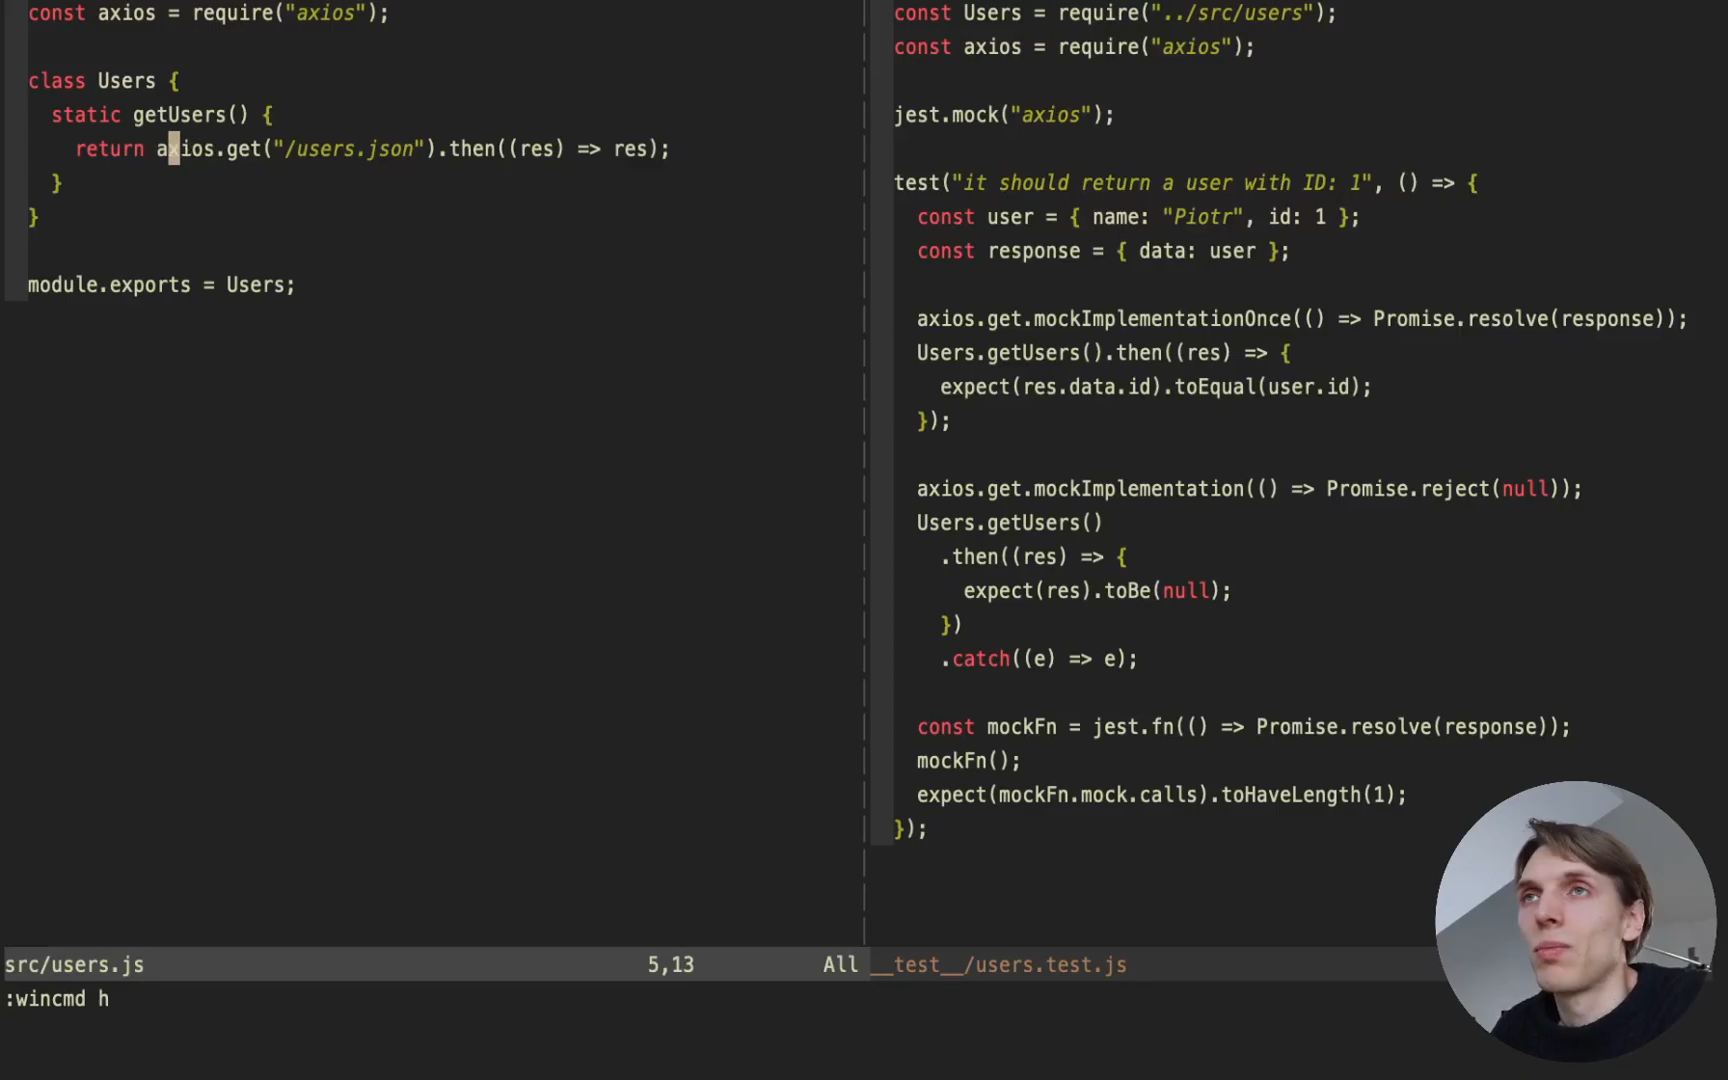 const axios = require("axios");

class Users {
  static getUsers() {
    return axios.get("/users.json").then((res) => res);
  }
}

module.exports = Users;

const Users = require("../src/users");
const axios = require("axios");

jest.mock("axios");

test("it should return a user with ID: 1", () => {
  const user = { name: "Piotr", id: 1 };
  const response = { data: user };

  axios.get.mockImplementationOnce(() => Promise.resolve(response));
  Users.getUsers().then((res) => {
    expect(res.data.id).toEqual(user.id);
  });

  axios.get.mockImplementation(() => Promise.reject(null));
  Users.getUsers()
    .then((res) => {
      expect(res).toBe(null);
    })
    .catch((e) => e);

  const mockFn = jest.fn(() => Promise.resolve(response));
  mockFn();
  expect(mockFn.mock.calls).toHaveLength(1);
});

src/users.js 5,13 All
__test__/users.test.js
:wincmd h